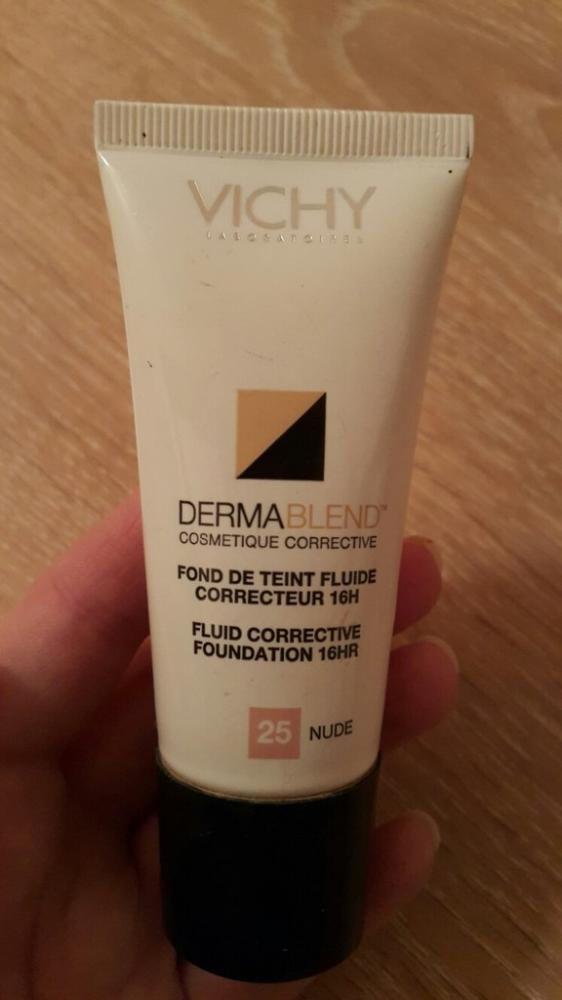 VICHY
LABORATOIRES
DERMABLEND™
COSMETIQUE CORRECTIVE
FOND DE TEINT FLUIDE
CORRECTEUR 16H
FLUID CORRECTIVE
FOUNDATION 16HR
25 NUDE